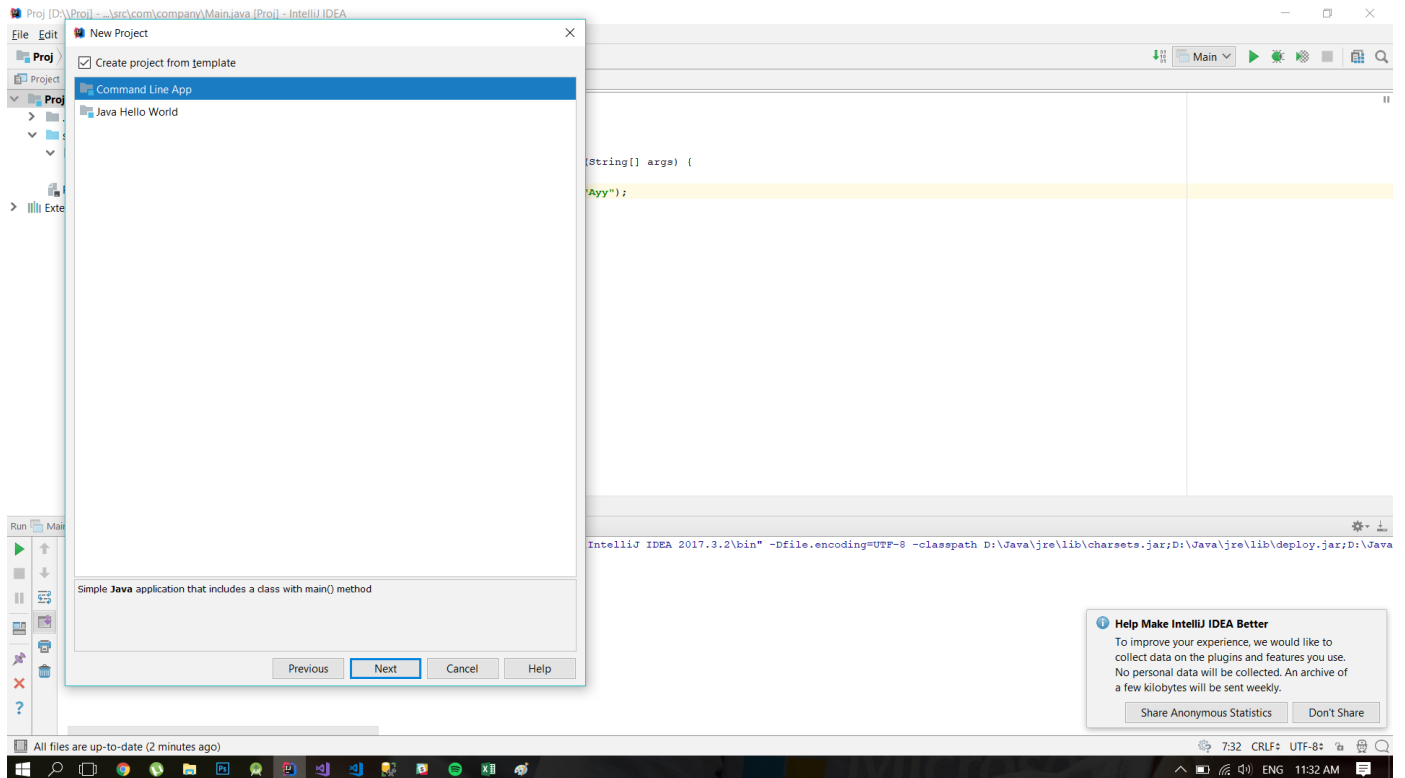 Proj [D:\\Proj] - ...\src\com\company\Main.java [Proj] - IntelliJ IDEA
File Edit
New Project
Proj
Main
Create project from template
Project
Command Line App
Proj
Java Hello World
(String[] args) {
"Ayy");
Exte
Run Main
IntelliJ IDEA 2017.3.2\bin" -Dfile.encoding=UTF-8 -classpath D:\Java\jre\lib\charsets.jar;D:\Java\jre\lib\deploy.jar;D:\Java
Simple Java application that includes a class with main() method
Previous Next Cancel Help
Help Make IntelliJ IDEA Better
To improve your experience, we would like to
collect data on the plugins and features you use.
No personal data will be collected. An archive of
a few kilobytes will be sent weekly.
Share Anonymous Statistics Don't Share
All files are up-to-date (2 minutes ago)
7:32 CRLF UTF-8
ENG 11:32 AM